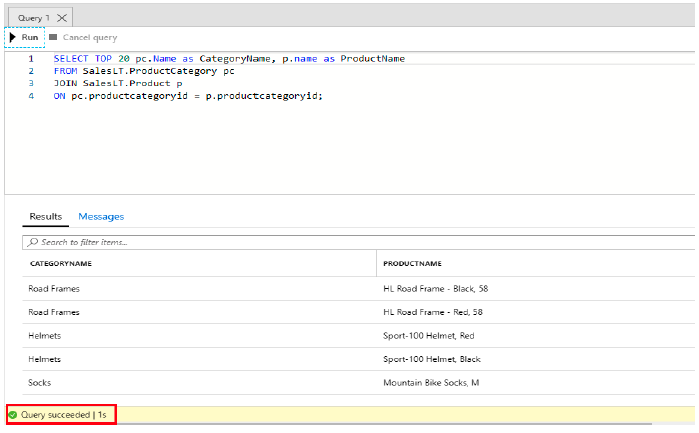 Query 1
Run Cancel query
1 SELECT TOP 20 pc.Name as CategoryName, p.name as ProductName
2 FROM SalesLT.ProductCategory pc
3 JOIN SalesLT.Product p
4 ON pc.productcategoryid = p.productcategoryid;
Results Messages
Search to filter items...
CATEGORYNAME PRODUCTNAME
Road Frames HL Road Frame - Black, 58
Road Frames HL Road Frame - Red, 58
Helmets Sport-100 Helmet, Red
Helmets Sport-100 Helmet, Black
Socks Mountain Bike Socks, M
Query succeeded | 1s